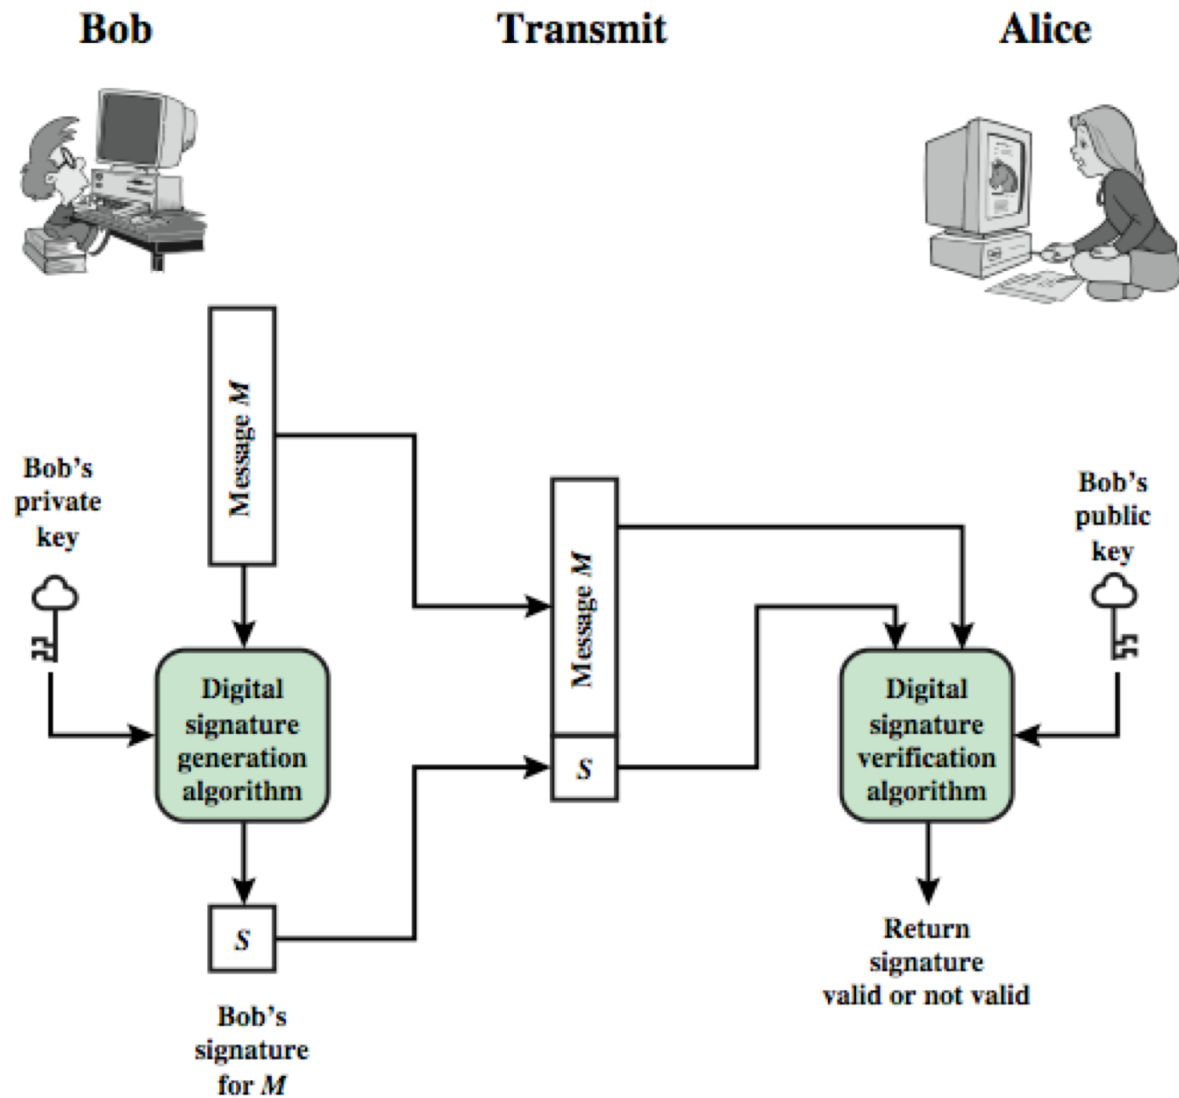 Bob
Transmit
Alice
Message M
Bob's
private
key
Message M
Bob's
public
key
Digital
signature
generation
algorithm
S
Digital
signature
verification
algorithm
S
Bob's
signature
for M
Return
signature
valid or not valid